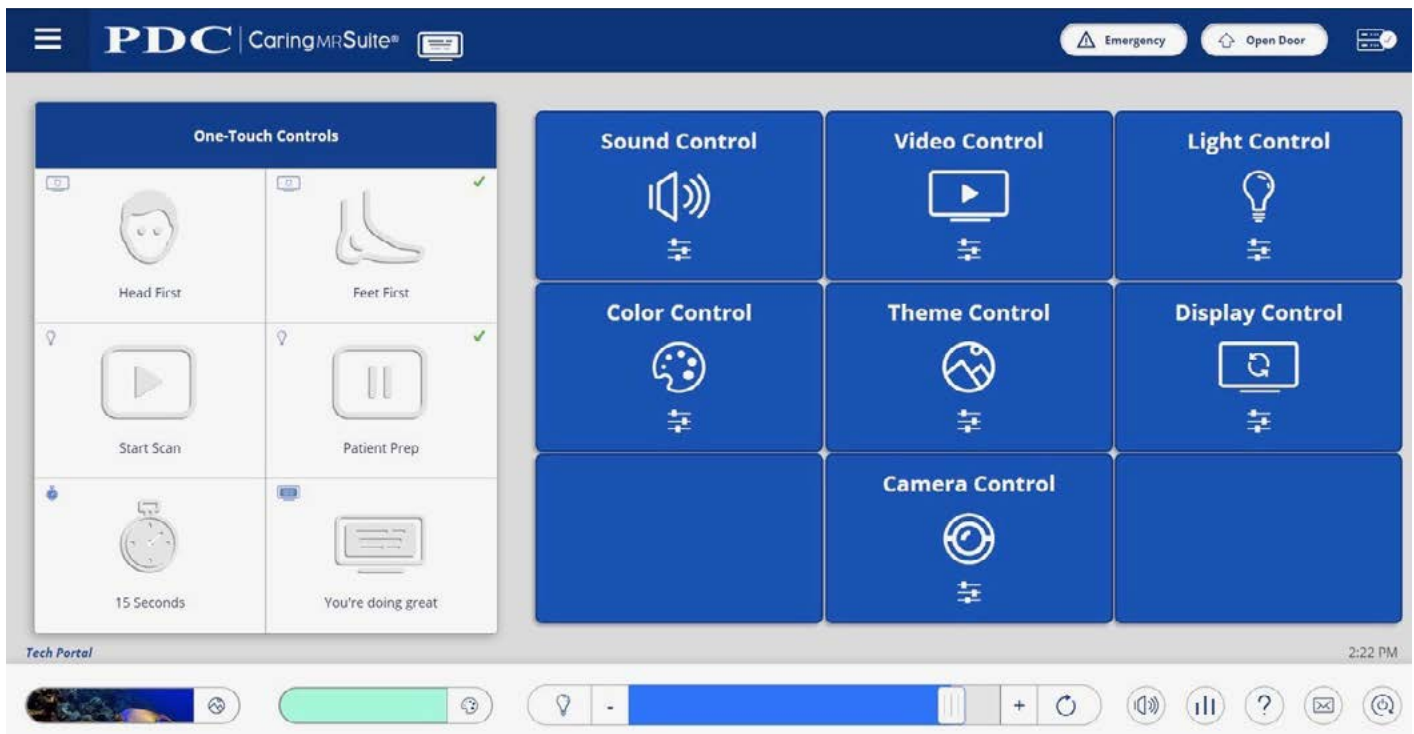 PDC | CaringMRSuite®
Emergency
Open Door
One-Touch Controls
Head First
Feet First
Start Scan
Patient Prep
15 Seconds
You're doing great
Sound Control
Video Control
Light Control
Color Control
Theme Control
Display Control
Camera Control
Tech Portal
2:22 PM
- +
?